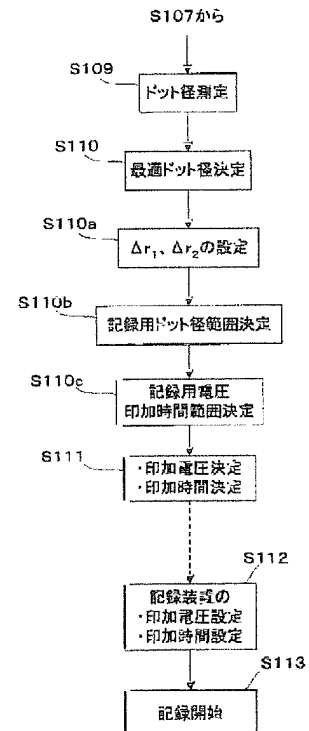 S107から
S109
ドット径測定
S110
最適ドット径決定
S110a
Δr₁、Δr₂の設定
S110b
記録用ドット径範囲決定
S110c
記録用電圧
印加時間範囲決定
S111
・印加電圧決定
・印加時間決定
S112
記録装置の
・印加電圧設定
・印加時間設定
S113
記録開始